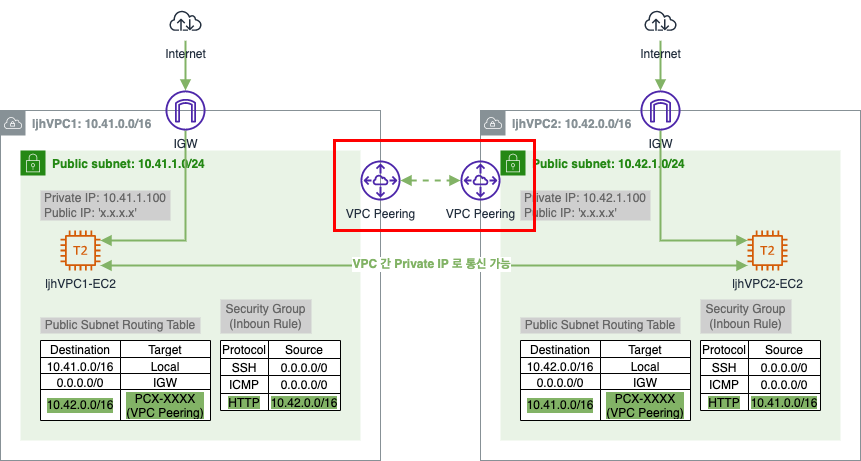 Internet
Internet
ljhVPC1: 10.41.0.0/16
IGW
Public subnet: 10.41.1.0/24
Private IP: 10.41.1.100
Public IP: 'x.x.x.x'
T2
ljhVPC1-EC2
VPC Peering
VPC Peering
VPC 간 Private IP 로 통신 가능
ljhVPC2: 10.42.0.0/16
IGW
Public subnet: 10.42.1.0/24
Private IP: 10.42.1.100
Public IP: 'x.x.x.x'
T2
ljhVPC2-EC2
Public Subnet Routing Table
Destination Target
10.41.0.0/16 Local
0.0.0.0/0 IGW
10.42.0.0/16 PCX-XXXX
(VPC Peering)
Security Group
(Inboun Rule)
Protocol Source
SSH 0.0.0.0/0
ICMP 0.0.0.0/0
HTTP 10.42.0.0/16
Public Subnet Routing Table
Destination Target
10.42.0.0/16 Local
0.0.0.0/0 IGW
10.41.0.0/16 PCX-XXXX
(VPC Peering)
Security Group
(Inboun Rule)
Protocol Source
SSH 0.0.0.0/0
ICMP 0.0.0.0/0
HTTP 10.41.0.0/16